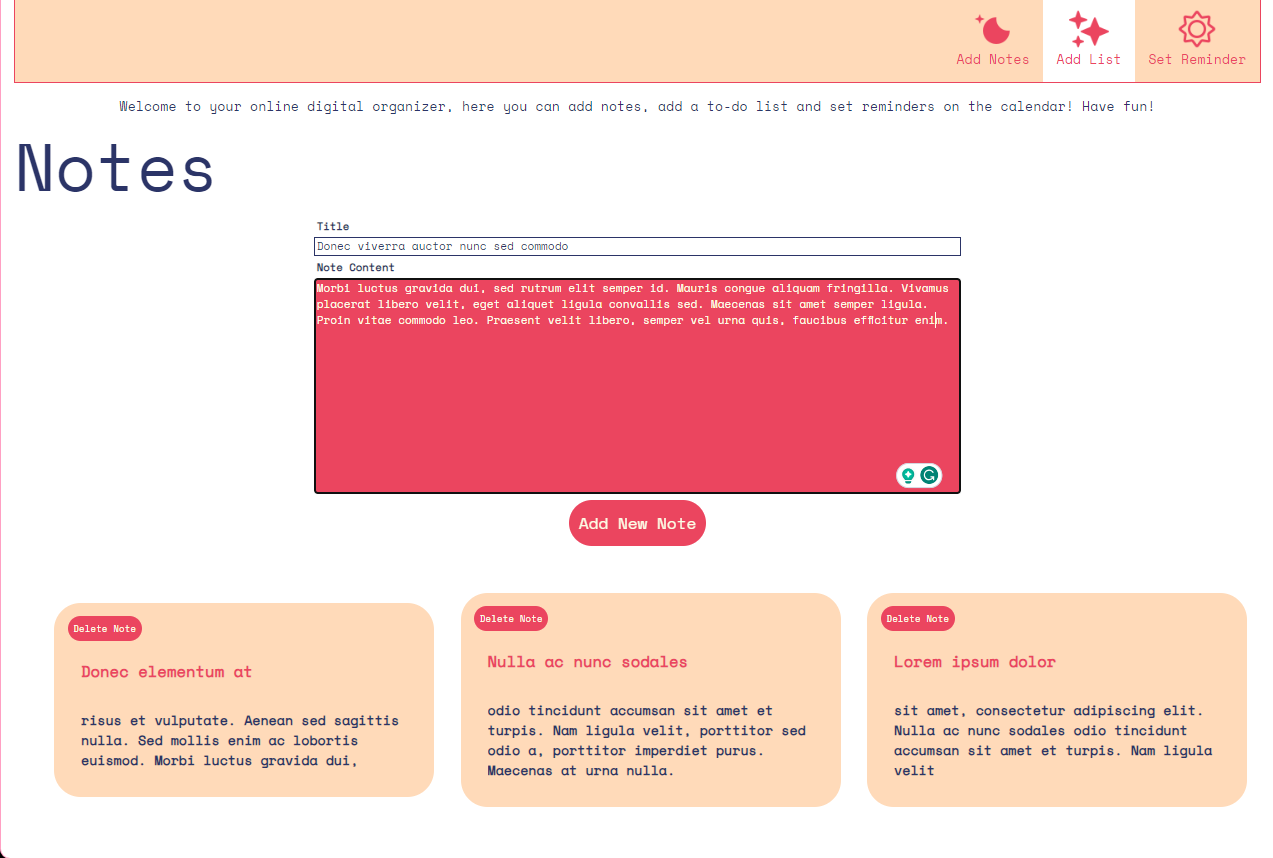 Add Notes
Add List
Set Reminder
Welcome to your online digital organizer, here you can add notes, add a to-do list and set reminders on the calendar! Have fun!
Notes
Title
Donec viverra auctor nunc sed commodo
Note Content
Morbi luctus gravida dui, sed rutrum elit semper id. Mauris congue aliquam fringilla. Vivamus
placerat libero velit, eget aliquet ligula convallis sed. Maecenas sit amet semper ligula.
Proin vitae commodo leo. Praesent velit libero, semper vel urna quis, faucibus efficitur enim.
Add New Note
Delete Note
Donec elementum at
risus et vulputate. Aenean sed sagittis
nulla. Sed mollis enim ac lobortis
euismod. Morbi luctus gravida dui,
Delete Note
Nulla ac nunc sodales
odio tincidunt accumsan sit amet et
turpis. Nam ligula velit, porttitor sed
odio a, porttitor imperdiet purus.
Maecenas at urna nulla.
Delete Note
Lorem ipsum dolor
sit amet, consectetur adipiscing elit.
Nulla ac nunc sodales odio tincidunt
accumsan sit amet et turpis. Nam ligula
velit